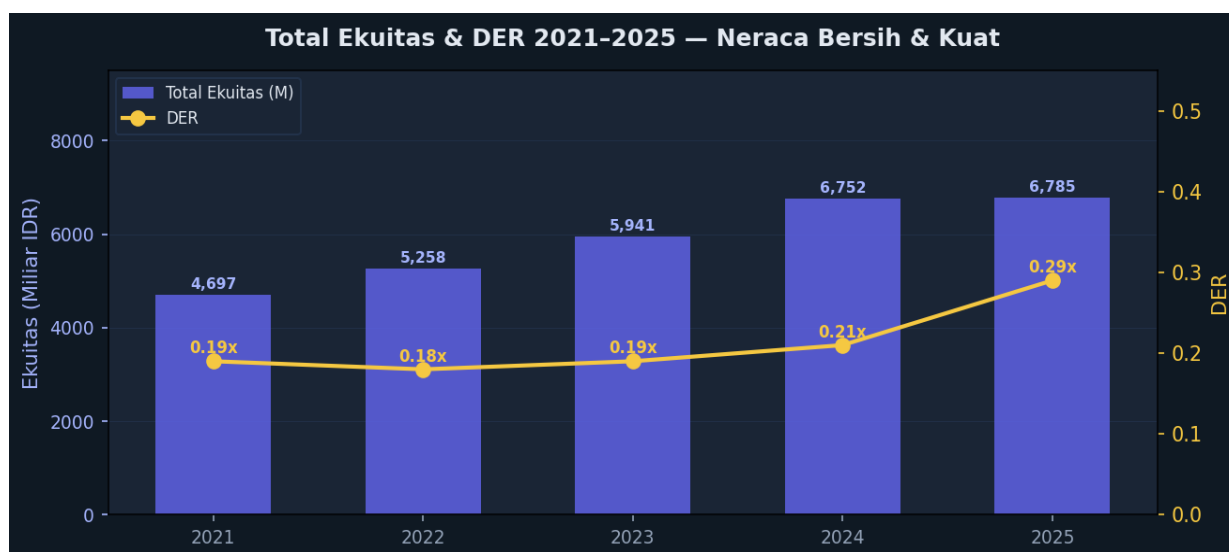 Total Ekuitas & DER 2021–2025 — Neraca Bersih & Kuat
Total Ekuitas (M)
DER
Ekuitas (Miliar IDR)
8000
6000
4000
2000
0
4,697
5,258
5,941
6,752
6,785
0.19x
0.18x
0.19x
0.21x
0.29x
0.5
0.4
0.3
0.2
0.1
0.0
DER
2021
2022
2023
2024
2025